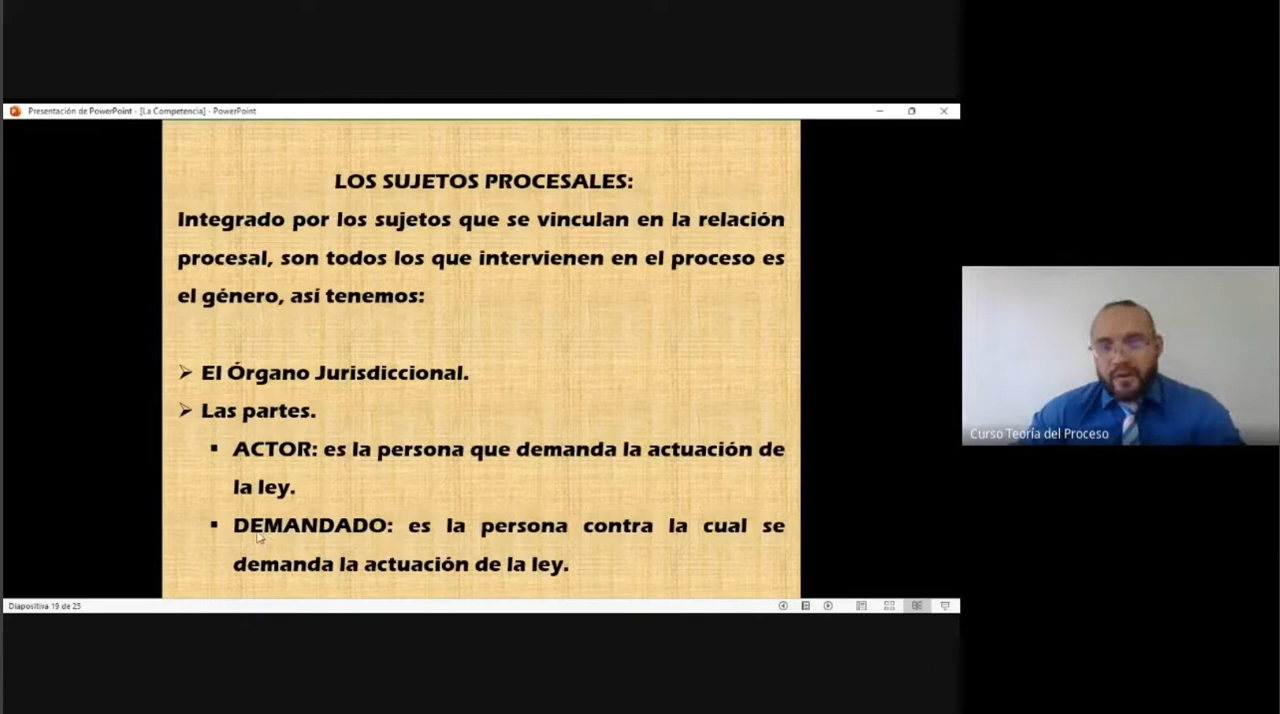 Presentación de PowerPoint - [La Competencia] - PowerPoint
LOS SUJETOS PROCESALES:
Integrado por los sujetos que se vinculan en la relación
procesal, son todos los que intervienen en el proceso es
el género, así tenemos:
El Órgano Jurisdiccional.
Las partes.
ACTOR: es la persona que demanda la actuación de
la ley.
DEMANDADO: es la persona contra la cual se
demanda la actuación de la ley.
Curso Teoría del Proceso
Diapositiva 19 de 25